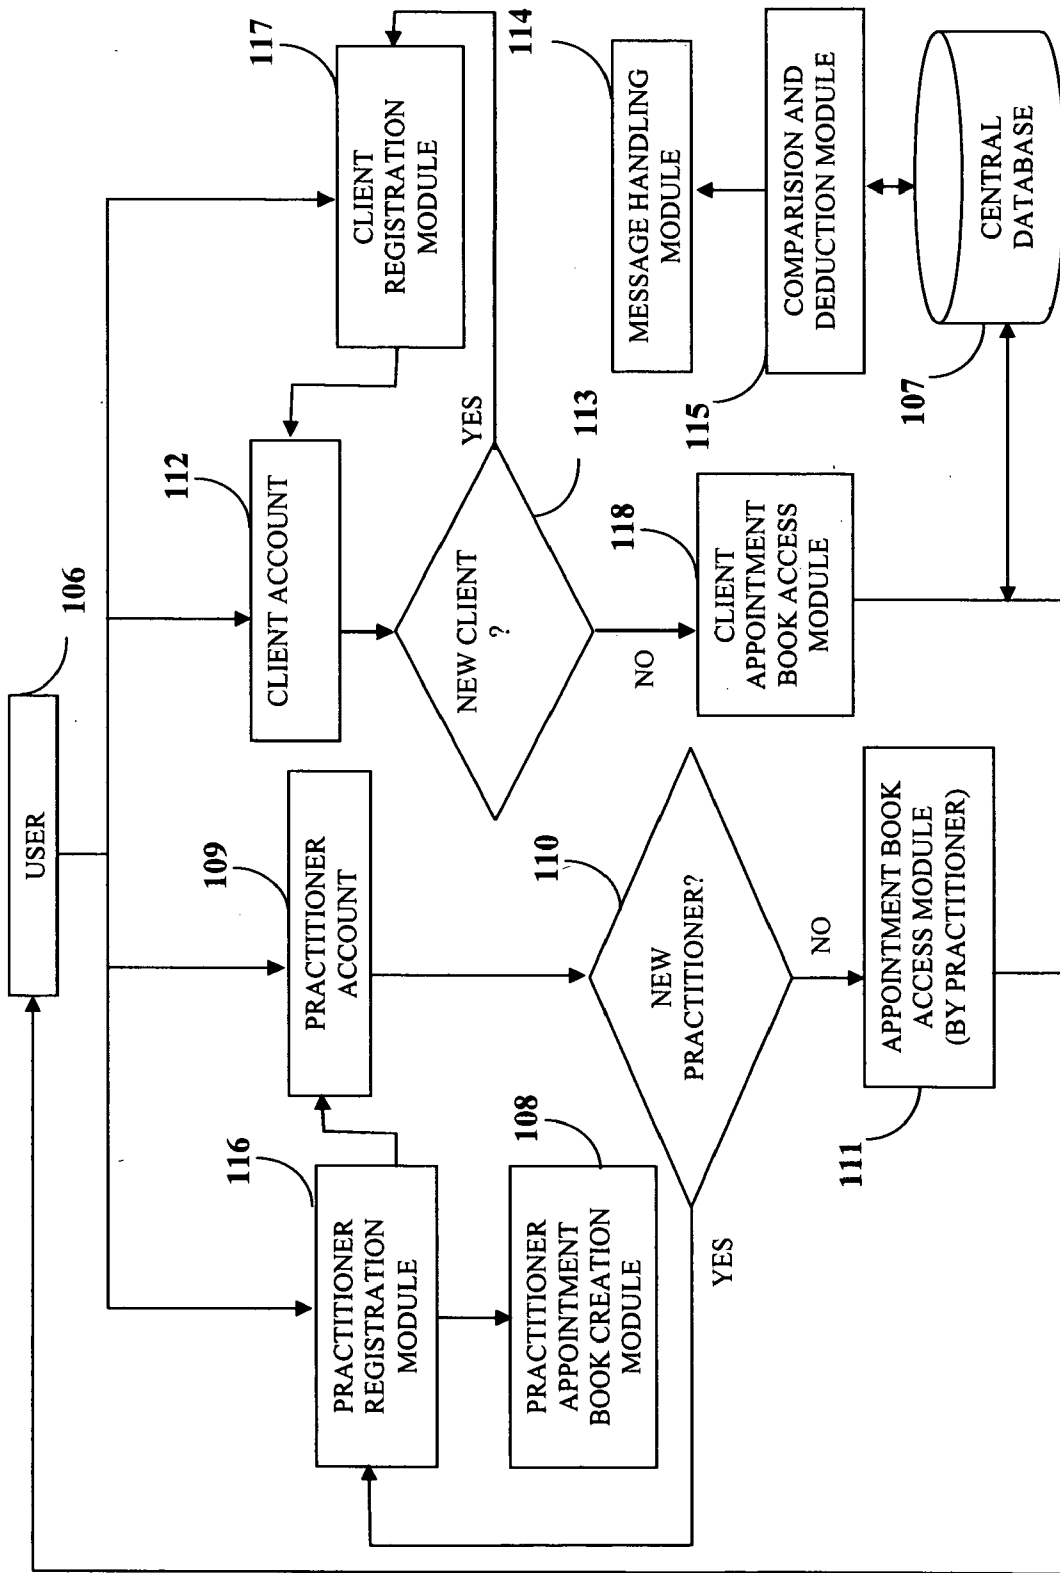 USER
106
PRACTITIONER
REGISTRATION
MODULE
116
PRACTITIONER
ACCOUNT
109
CLIENT ACCOUNT
112
CLIENT
REGISTRATION
MODULE
117
PRACTITIONER
APPOINTMENT
BOOK CREATION
MODULE
108
NEW
PRACTITIONER?
110
YES
NO
NEW CLIENT
?
113
YES
NO
MESSAGE HANDLING
MODULE
114
APPOINTMENT BOOK
ACCESS MODULE
(BY PRACTITIONER)
111
CLIENT
APPOINTMENT
BOOK ACCESS
MODULE
118
COMPARISION AND
DEDUCTION MODULE
115
CENTRAL
DATABASE
107